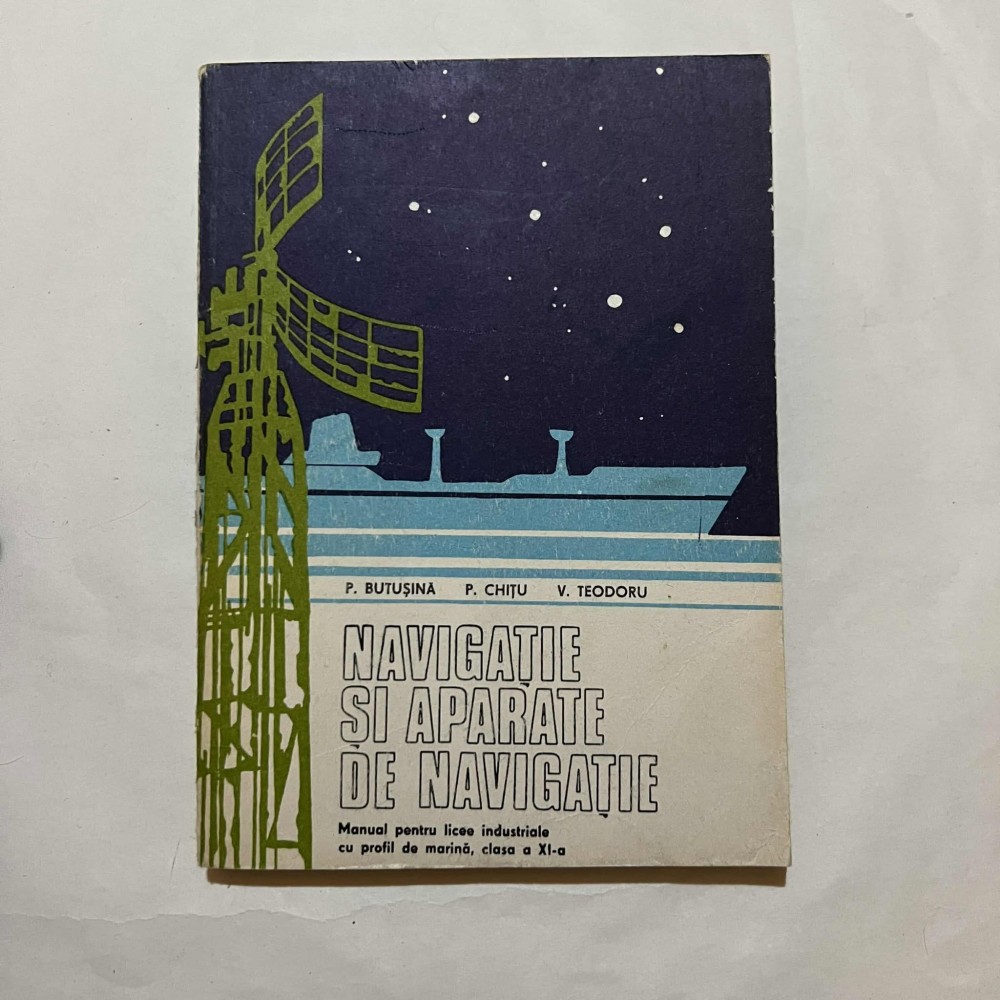 P. BUTUȘINĂ P. CHIȚU V. TEODORU
NAVIGAȚIE
ȘI APARATE
DE NAVIGAȚIE
Manual pentru licee industriale
cu profil de marină, clasa a XI-a